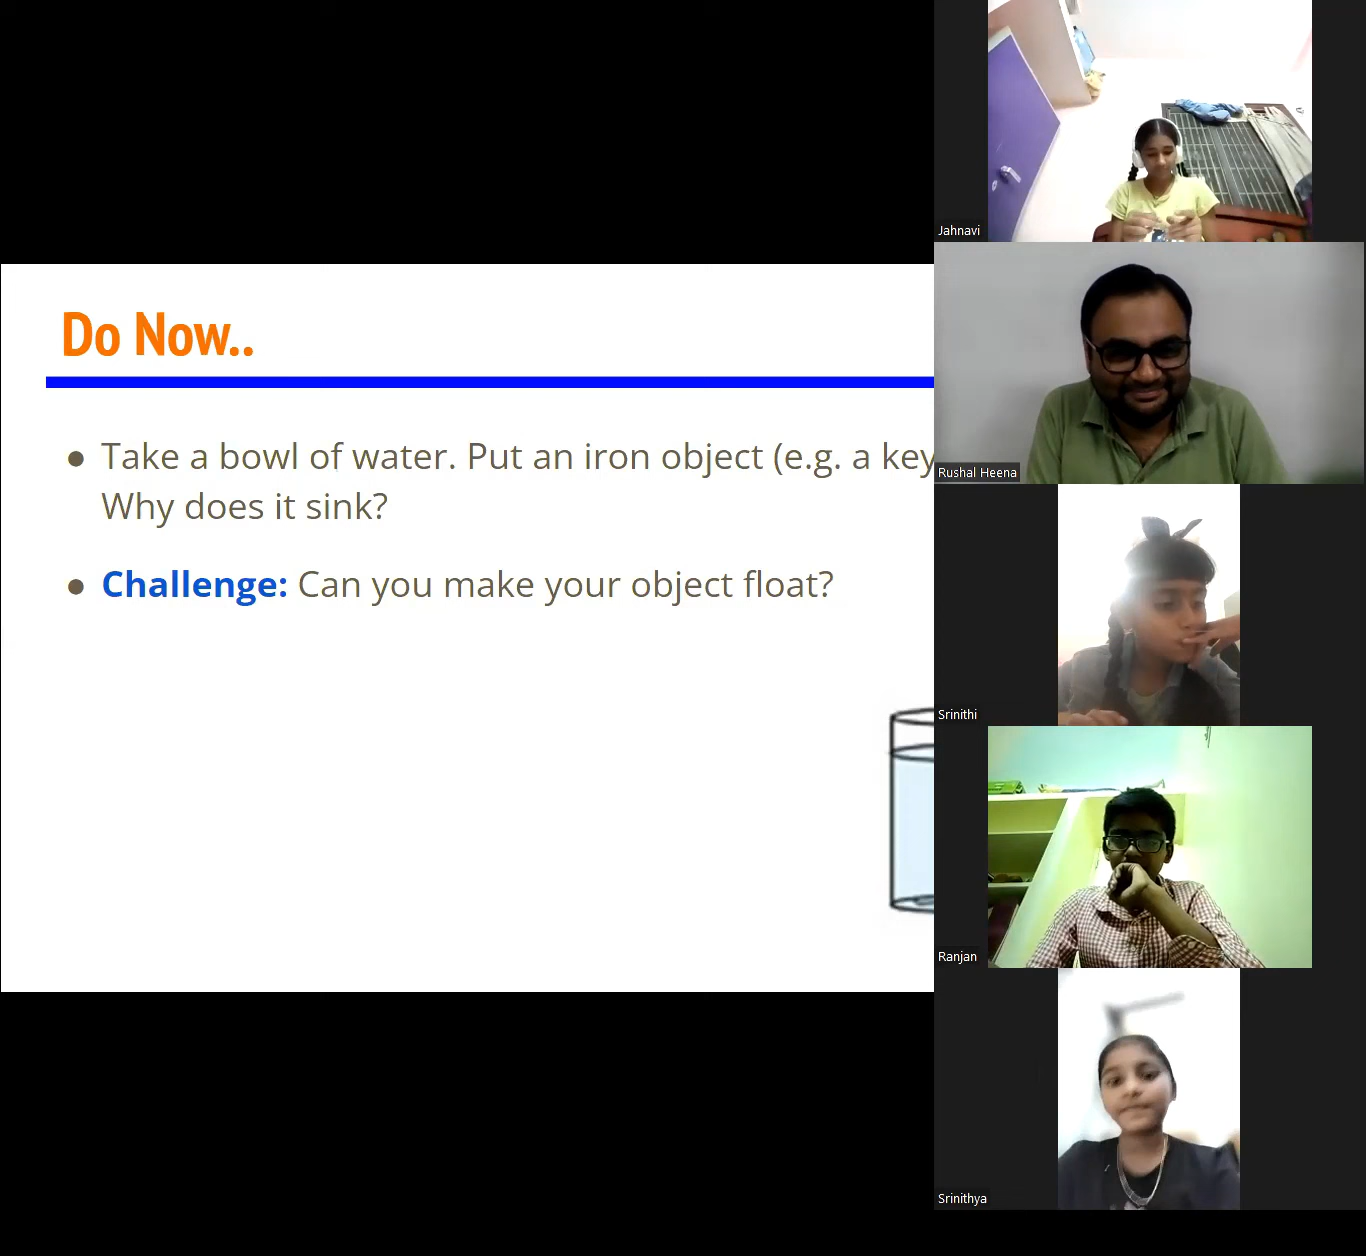 Do Now..
● Take a bowl of water. Put an iron object (e.g. a key
Why does it sink?
● Challenge: Can you make your object float?
Jahnavi
Rushal Heena
Srinithi
Ranjan
Srinithya